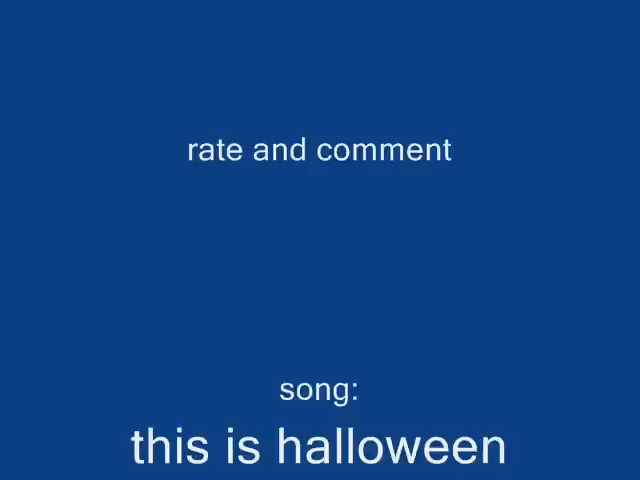 rate and comment
song:
this is halloween